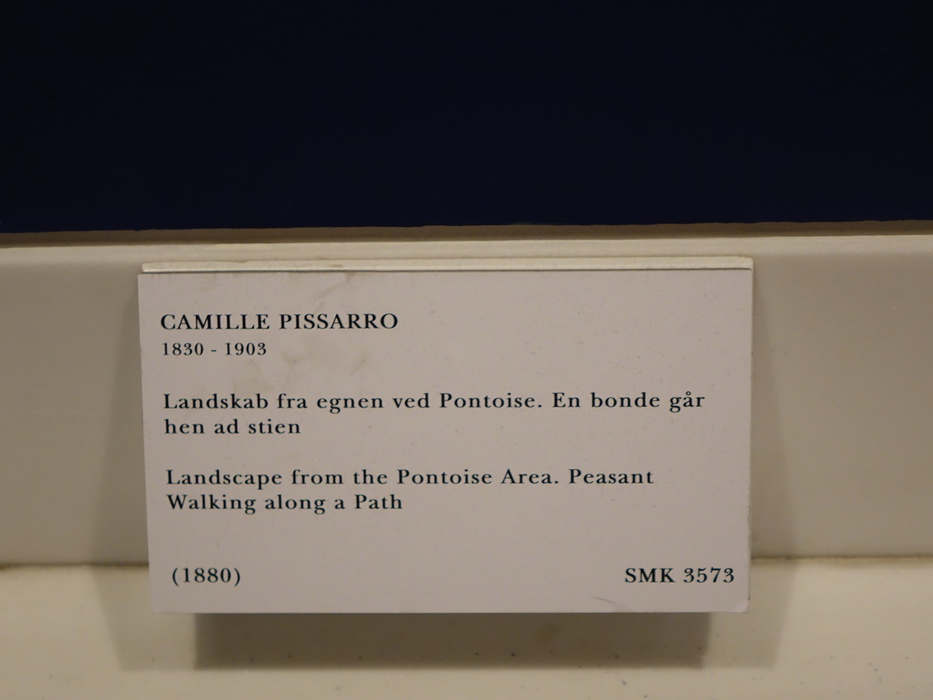 CAMILLE PISSARRO
1830 - 1903
Landskab fra egnen ved Pontoise. En bonde går
hen ad stien
Landscape from the Pontoise Area. Peasant
Walking along a Path
(1880) SMK 3573